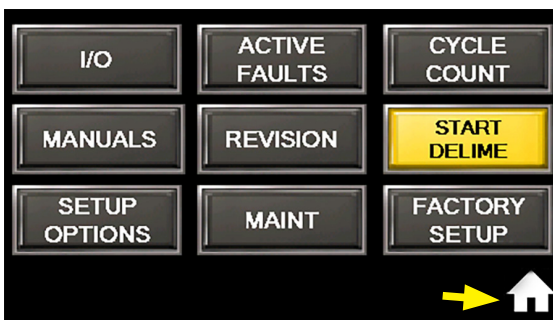 I/O
ACTIVE
FAULTS
CYCLE
COUNT
MANUALS
REVISION
START
DELIME
SETUP
OPTIONS
MAINT
FACTORY
SETUP